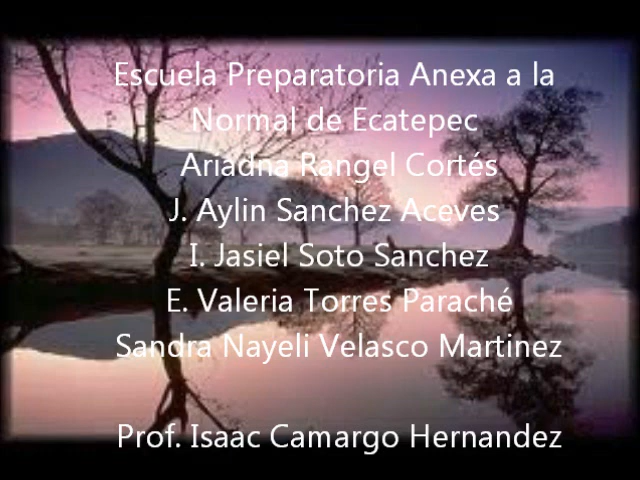 Escuela Preparatoria Anexa a la
Normal de Ecatepec
Ariadna Rangel Cortés
J. Aylin Sanchez Aceves
I. Jasiel Soto Sanchez
E. Valeria Torres Paraché
Sandra Nayeli Velasco Martinez
Prof. Isaac Camargo Hernandez